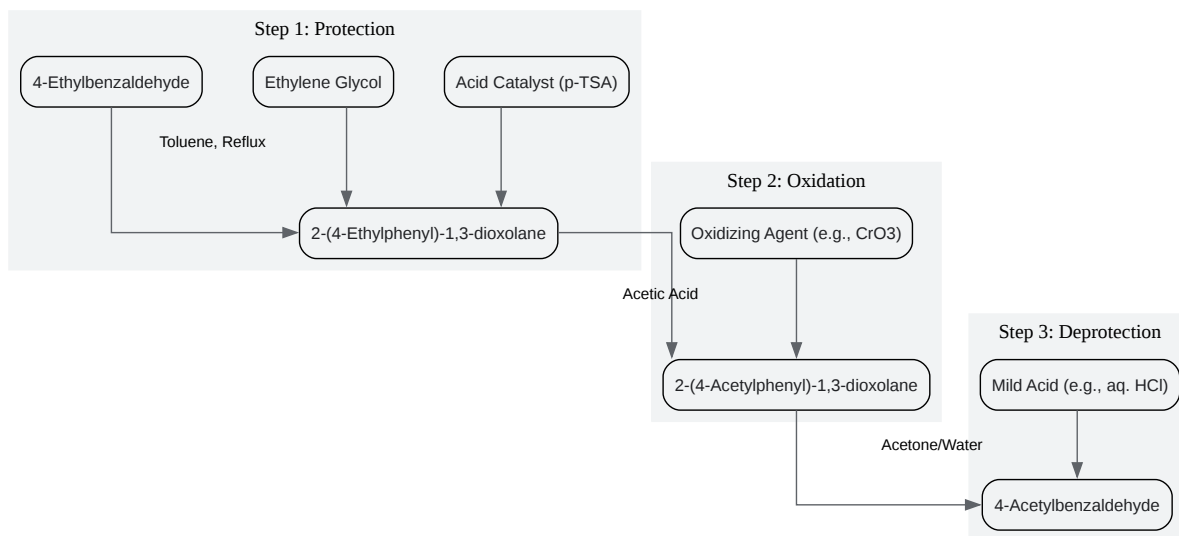 Step 1: Protection
4-Ethylbenzaldehyde
Ethylene Glycol
Acid Catalyst (p-TSA)
Toluene, Reflux
2-(4-Ethylphenyl)-1,3-dioxolane
Step 2: Oxidation
Oxidizing Agent (e.g., CrO3)
Acetic Acid
2-(4-Acetylphenyl)-1,3-dioxolane
Step 3: Deprotection
Mild Acid (e.g., aq. HCl)
Acetone/Water
4-Acetylbenzaldehyde